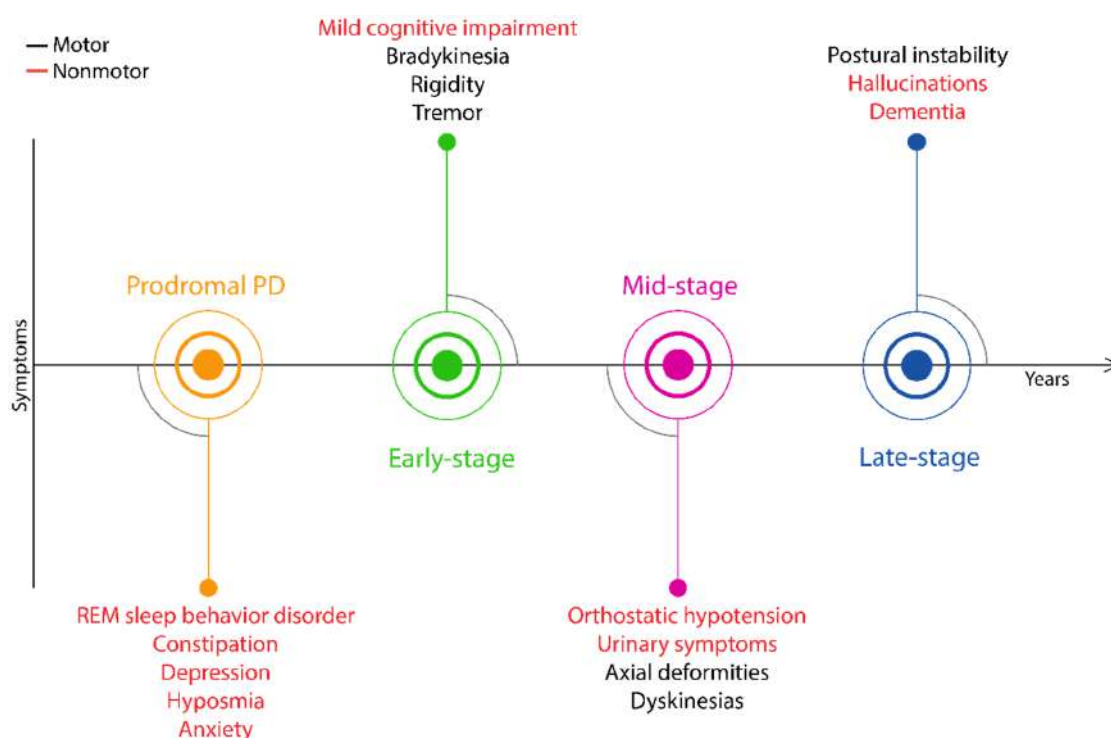 Motor
Nonmotor
Mild cognitive impairment
Bradykinesia
Rigidity
Tremor
Postural instability
Hallucinations
Dementia
Prodromal PD
Mid-stage
Symptoms
Years
Early-stage
Late-stage
REM sleep behavior disorder
Constipation
Depression
Hyposmia
Anxiety
Orthostatic hypotension
Urinary symptoms
Axial deformities
Dyskinesias